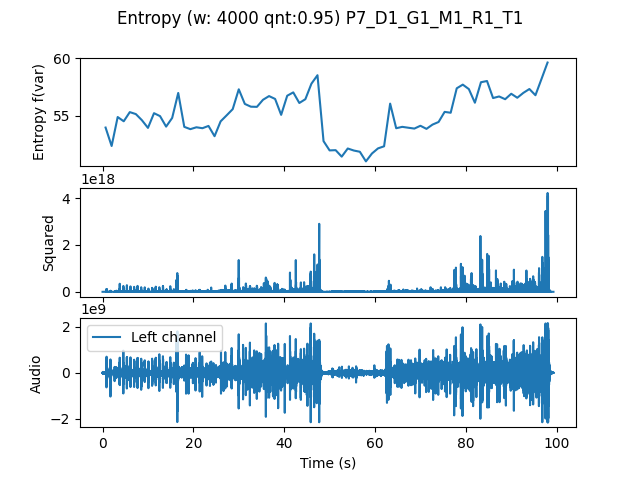 Entropy (w: 4000 qnt:0.95) P7_D1_G1_M1_R1_T1
60
55
Entropy f(var)
1e18
4
2
0
Squared
1e9
2
0
−2
Audio
Left channel
0 20 40 60 80 100
Time (s)